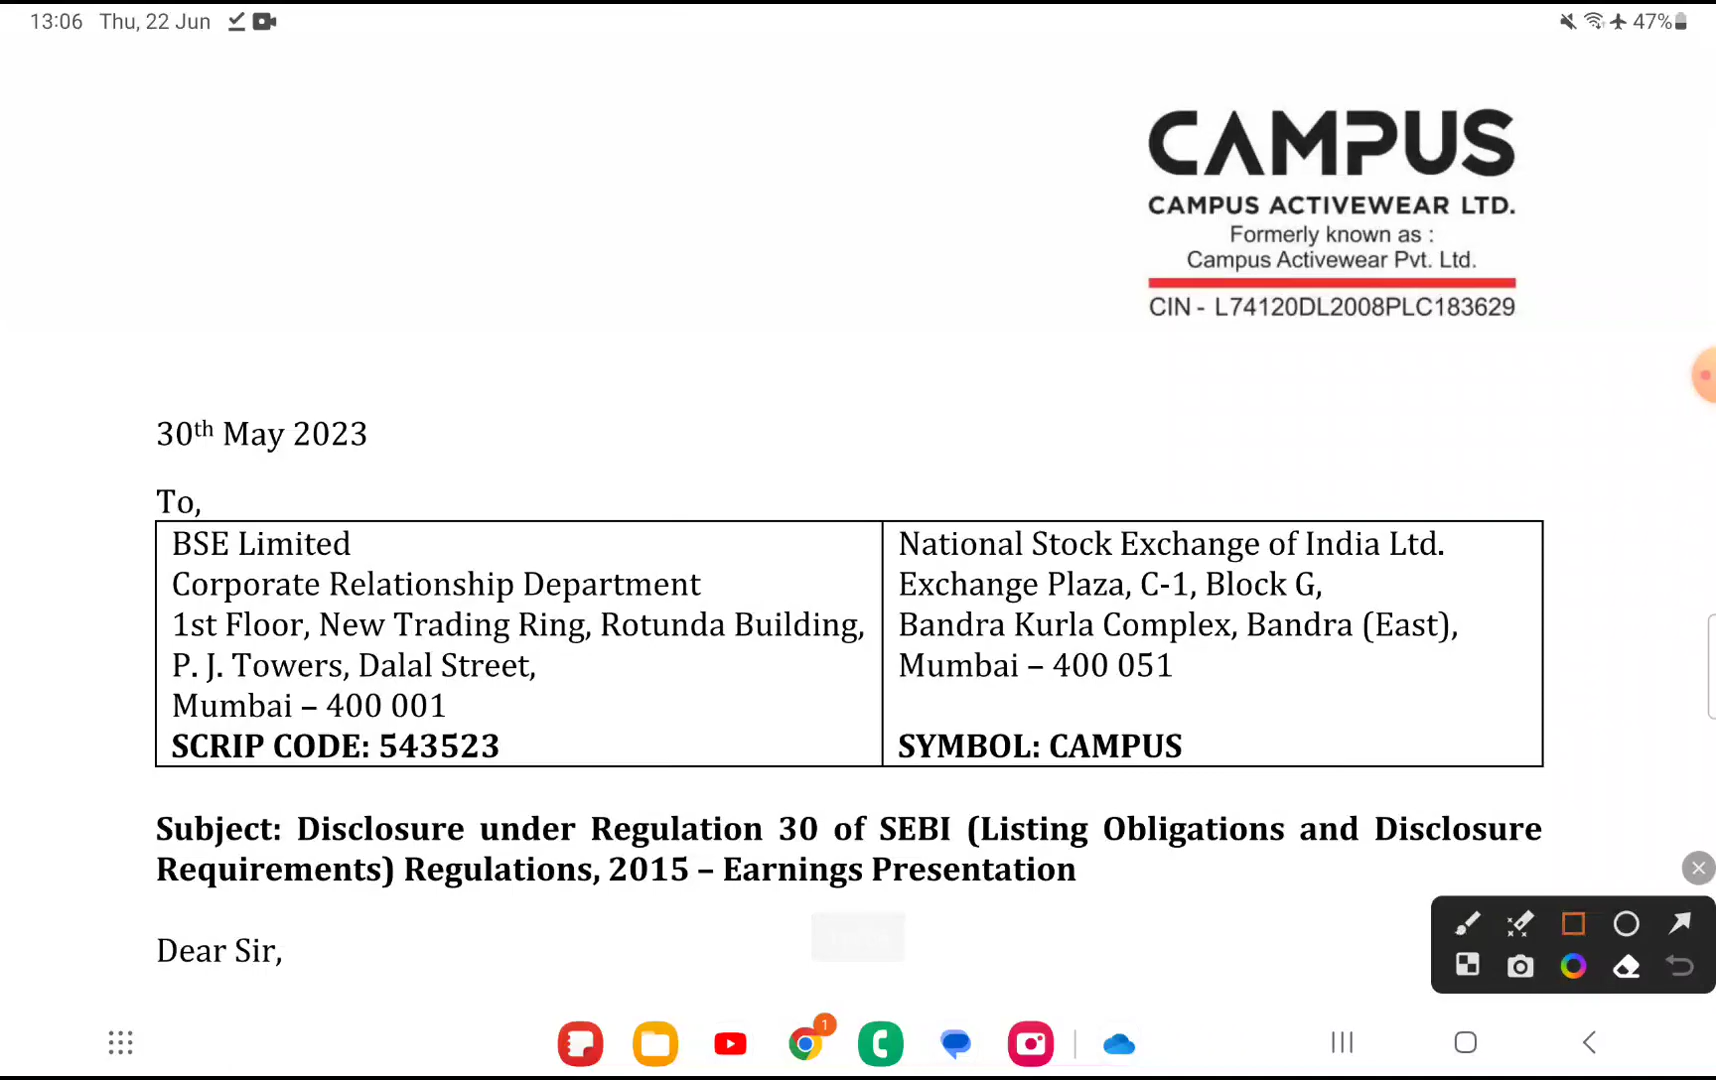 13:06 Thu, 22 Jun
47%
CAMPUS
CAMPUS ACTIVEWEAR LTD.
Formerly known as :
Campus Activewear Pvt. Ltd.
CIN - L74120DL2008PLC183629
30th May 2023
To,
BSE Limited
Corporate Relationship Department
1st Floor, New Trading Ring, Rotunda Building,
P. J. Towers, Dalal Street,
Mumbai – 400 001
SCRIP CODE: 543523
National Stock Exchange of India Ltd.
Exchange Plaza, C-1, Block G,
Bandra Kurla Complex, Bandra (East),
Mumbai – 400 051
SYMBOL: CAMPUS
Subject: Disclosure under Regulation 30 of SEBI (Listing Obligations and Disclosure
Requirements) Regulations, 2015 – Earnings Presentation
Dear Sir,
1